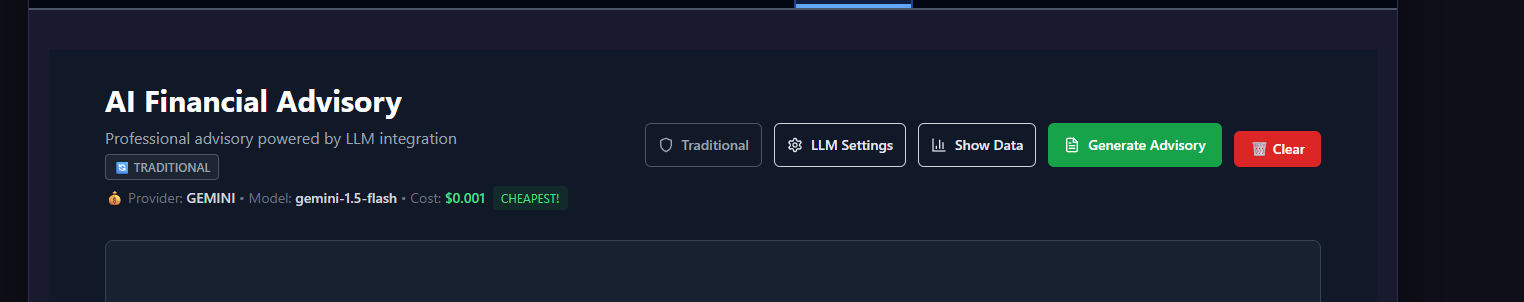 AI Financial Advisory
Professional advisory powered by LLM integration
TRADITIONAL
Provider: GEMINI • Model: gemini-1.5-flash • Cost: $0.001 CHEAPEST!
Traditional
LLM Settings
Show Data
Generate Advisory
Clear